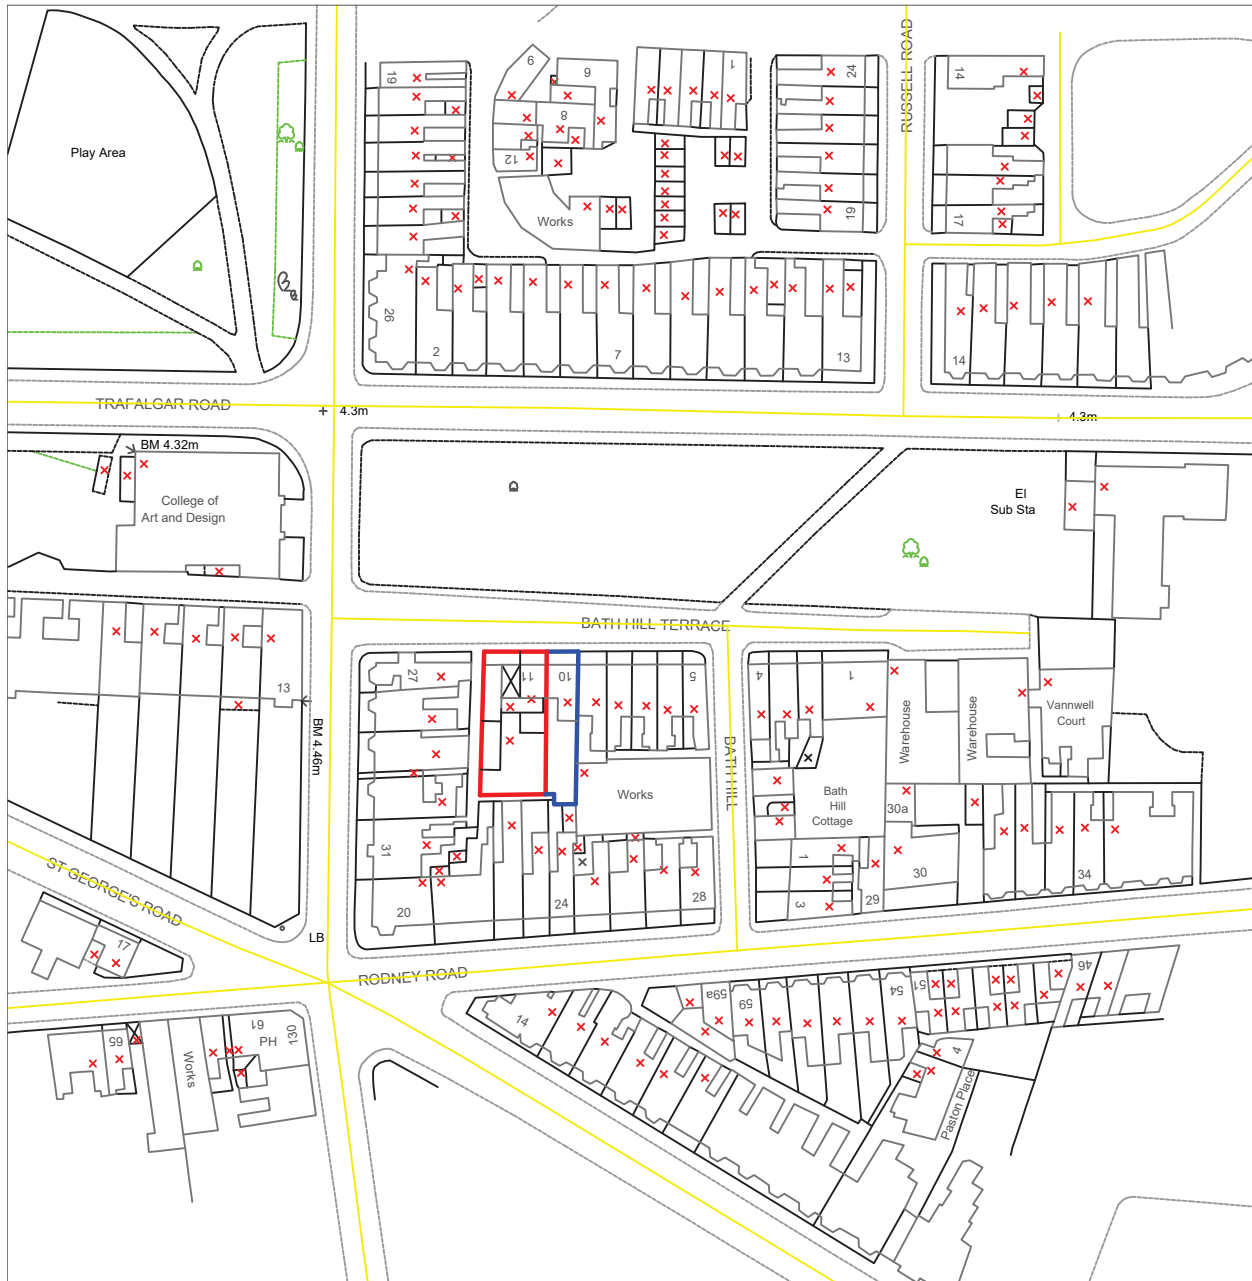 RUSSELL ROAD
19
9
6
8
12
1
24
14
Play Area
Works
19
17
26
2
7
13
14
TRAFALGAR ROAD
4.3m
4.3m
BM 4.32m
College of
Art and Design
El
Sub Sta
BATH HILL TERRACE
27
11
10
5
4
1
13
BM 4.46m
Warehouse
Warehouse
Vannwell
Court
BATH HILL
Works
Bath
Hill
Cottage
30a
31
1
3
29
30
34
20
24
28
ST GEORGE'S ROAD
LB
17
RODNEY ROAD
14
59a
59
54
51
46
65
Works
61
PH
130
4
Paston Place